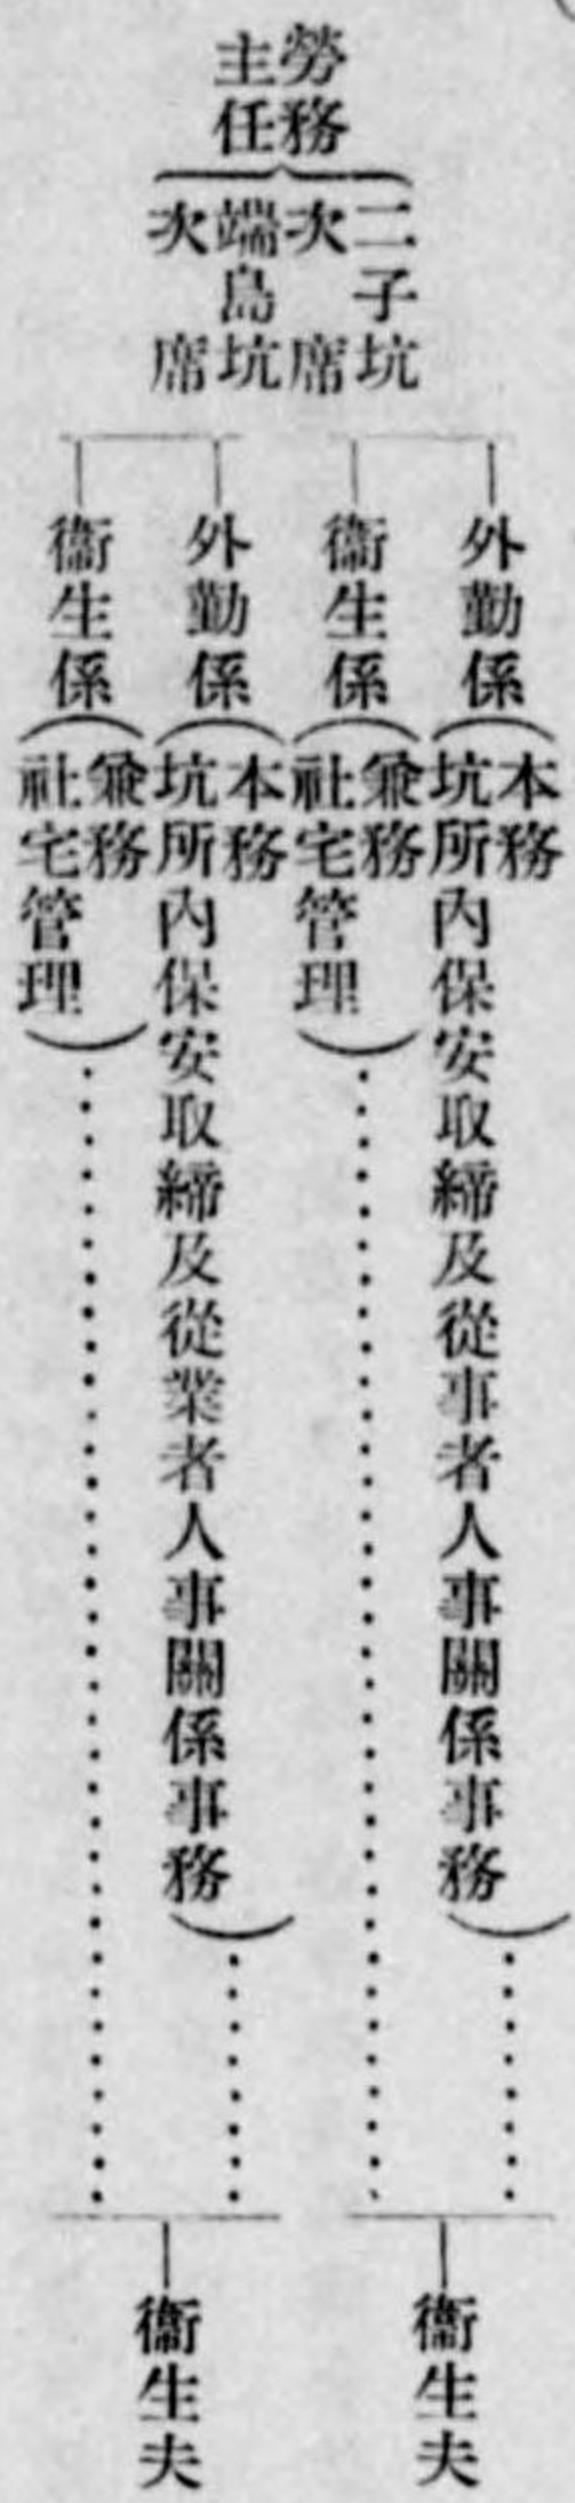 勞務
主任
二子坑
次席
端島坑
次席
外勤係
本務
坑所內保安取締及從事者人事關係事務
衞生係
兼務
社宅管理
外勤係
本務
坑所內保安取締及從業者人事關係事務
衞生係
兼務
社宅管理
衞生夫
衞生夫